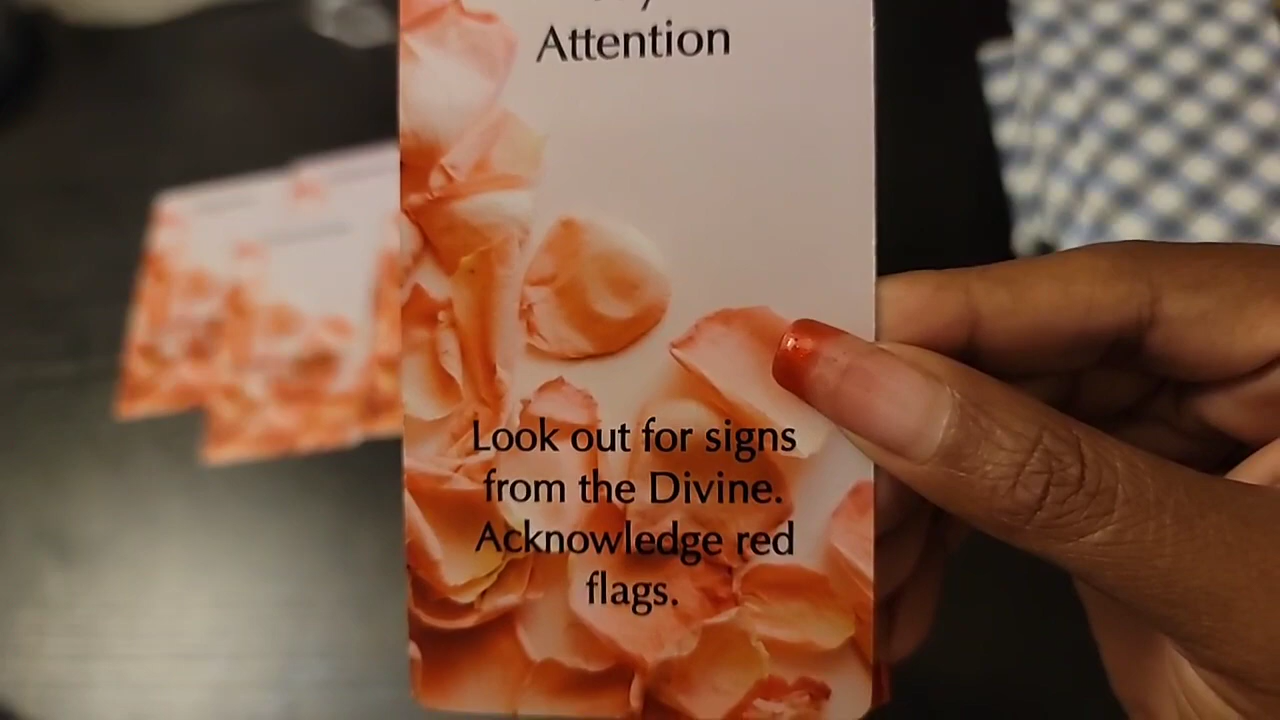 Attention
Look out for signs
from the Divine.
Acknowledge red
flags.